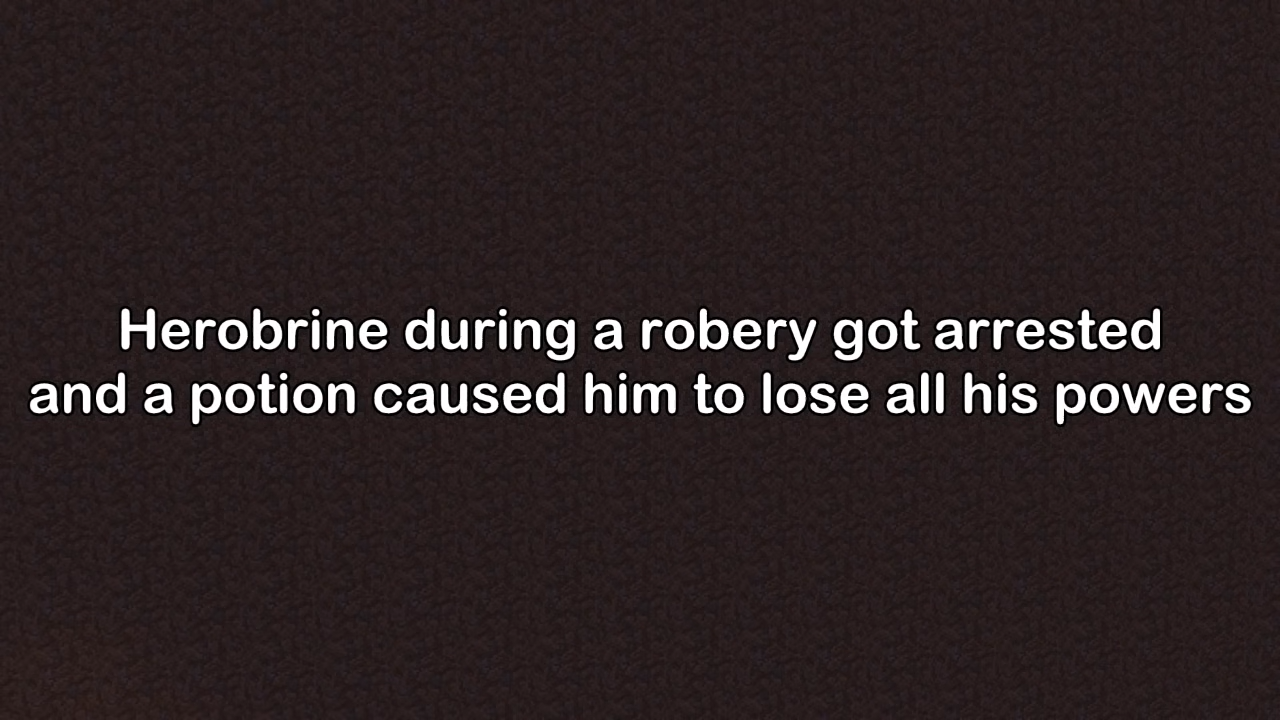 Herobrine during a robery got arrested
and a potion caused him to lose all his powers